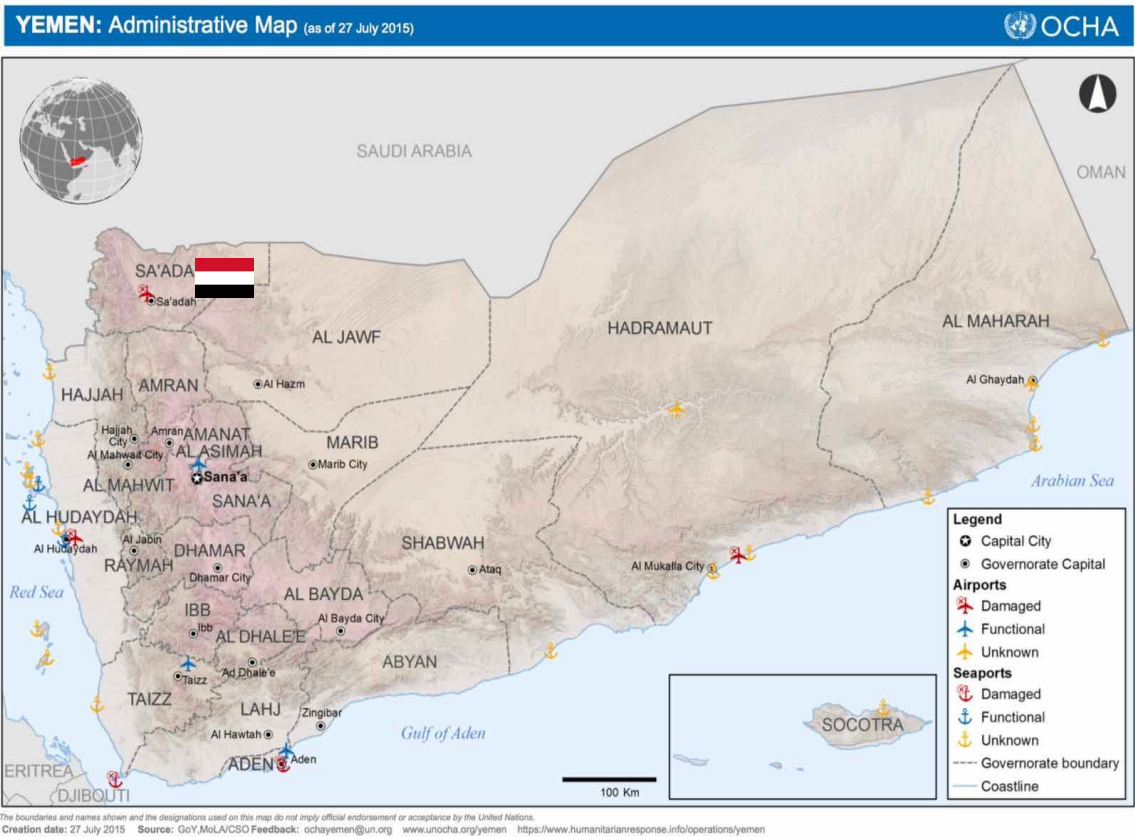 YEMEN: Administrative Map (as of 27 July 2015)
OCHA
SAUDI ARABIA
OMAN
SA'ADA
Sa'adah
AL JAWF
HADRAMAUT
AL MAHARAH
HAJJAH
AMRAN
Al Hazm
Al Ghaydah
Hajjah
City
Amran
AMANAT
AL ASIMAH
MARIB
Al Mahwait City
Marib City
Sana'a
AL MAHWIT
SANA'A
Arabian Sea
AL HUDAYDAH
Al Hudaydah
Al Jabin
RAYMAH
DHAMAR
Dhamar City
SHABWAH
Ataq
Al Mukalla City
Red Sea
IBB
Ibb
AL BAYDA
Al Bayda City
AL DHALE'E
Ad Dhale'e
ABYAN
TAIZZ
Taizz
LAHJ
Zingibar
Al Hawtah
ADEN
Aden
Gulf of Aden
SOCOTRA
ERITREA
DJIBOUTI
100 Km
Legend
Capital City
Governorate Capital
Airports
Damaged
Functional
Unknown
Seaports
Damaged
Functional
Unknown
Governorate boundary
Coastline
The boundaries and names shown and the designations used on this map do not imply official endorsement or acceptance by the United Nations.
Creation date: 27 July 2015 Source: GoY,MoLA/CSO Feedback: ochayemen@un.org www.unocha.org/yemen https://www.humanitarianresponse.info/operations/yemen